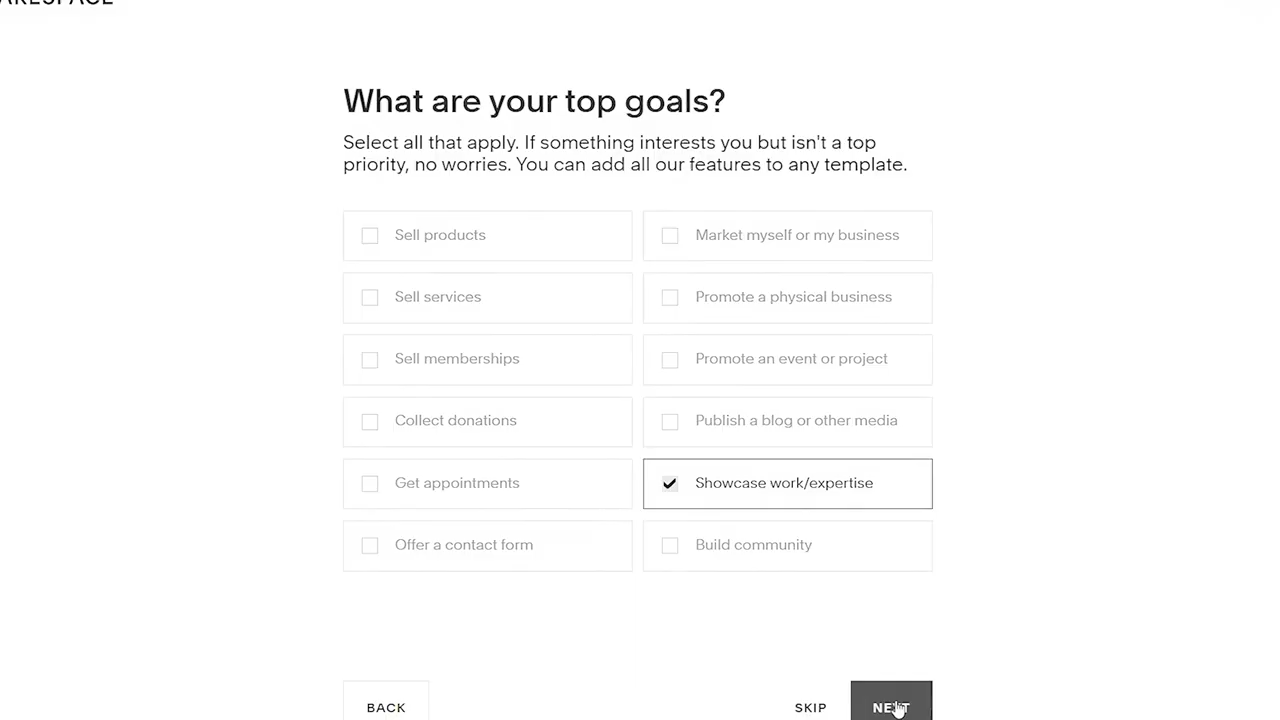 What are your top goals?
Select all that apply. If something interests you but isn't a top
priority, no worries. You can add all our features to any template.
Sell products
Market myself or my business
Sell services
Promote a physical business
Sell memberships
Promote an event or project
Collect donations
Publish a blog or other media
Get appointments
Showcase work/expertise
Offer a contact form
Build community
BACK
SKIP
NEXT